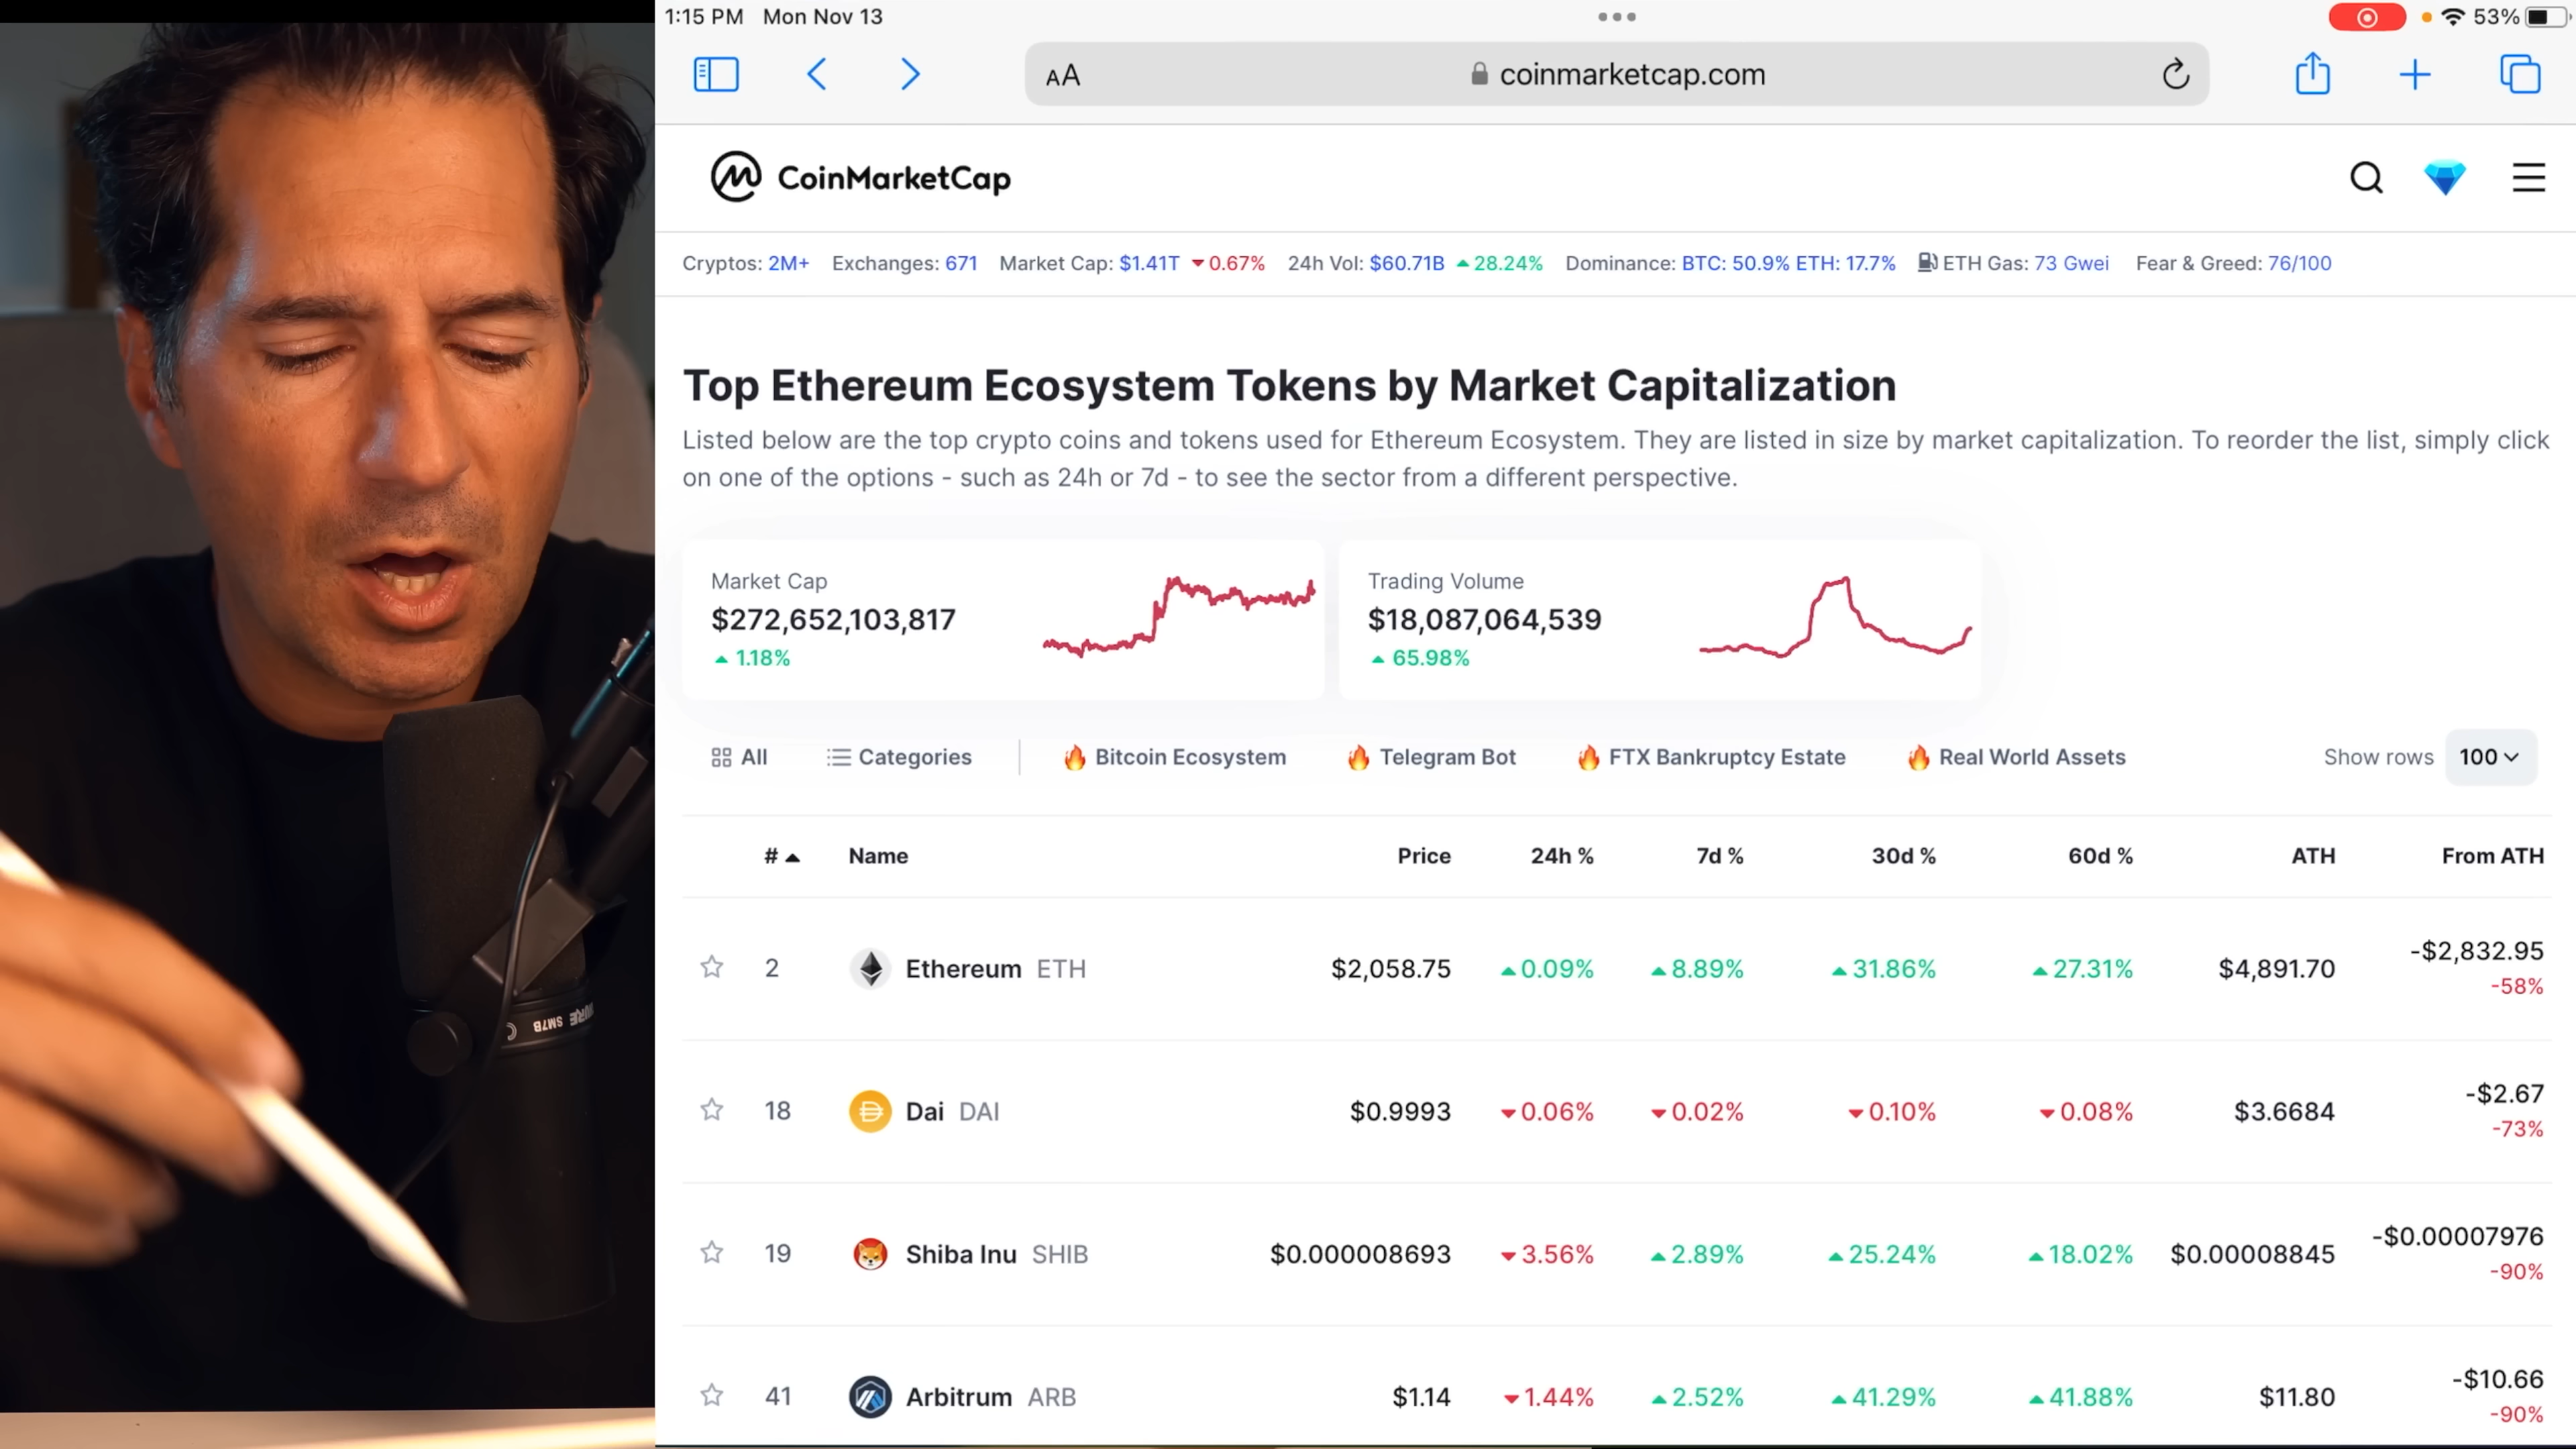 1:15 PM Mon Nov 13
53%
AA coinmarketcap.com
CoinMarketCap
Cryptos: 2M+ Exchanges: 671 Market Cap: $1.41T 0.67% 24h Vol: $60.71B 28.24% Dominance: BTC: 50.9% ETH: 17.7% ETH Gas: 73 Gwei Fear & Greed: 76/100
Top Ethereum Ecosystem Tokens by Market Capitalization
Listed below are the top crypto coins and tokens used for Ethereum Ecosystem. They are listed in size by market capitalization. To reorder the list, simply click
on one of the options - such as 24h or 7d - to see the sector from a different perspective.
Market Cap
$272,652,103,817
1.18%
Trading Volume
$18,087,064,539
65.98%
All Categories Bitcoin Ecosystem Telegram Bot FTX Bankruptcy Estate Real World Assets Show rows 100
# Name Price 24h % 7d % 30d % 60d % ATH From ATH
2 Ethereum ETH $2,058.75 0.09% 8.89% 31.86% 27.31% $4,891.70 -$2,832.95
-58%
18 Dai DAI $0.9993 0.06% 0.02% 0.10% 0.08% $3.6684 -$2.67
-73%
19 Shiba Inu SHIB $0.000008693 3.56% 2.89% 25.24% 18.02% $0.00008845 -$0.00007976
-90%
41 Arbitrum ARB $1.14 1.44% 2.52% 41.29% 41.88% $11.80 -$10.66
-90%
SM7B